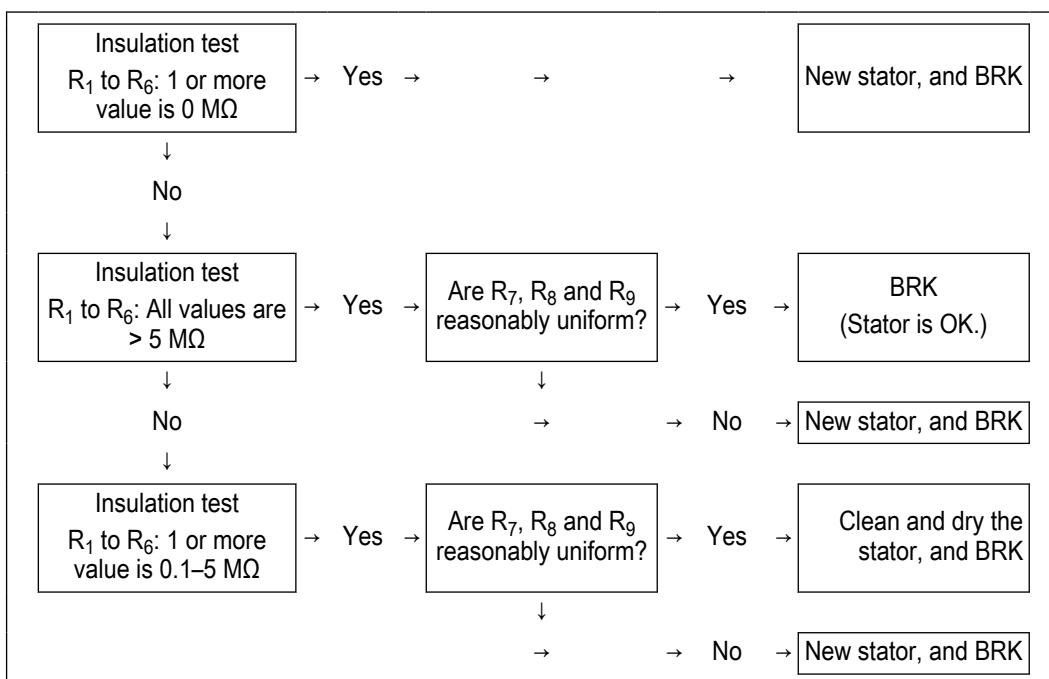 Insulation test
R₁ to R₆: 1 or more
value is 0 MΩ
→ Yes → → →
New stator, and BRK
↓
No
↓
Insulation test
R₁ to R₆: All values are
> 5 MΩ
→ Yes →
Are R₇, R₈ and R₉
reasonably uniform?
→ Yes →
BRK
(Stator is OK.)
↓ ↓
No → → No → New stator, and BRK
↓
Insulation test
R₁ to R₆: 1 or more
value is 0.1–5 MΩ
→ Yes →
Are R₇, R₈ and R₉
reasonably uniform?
→ Yes →
Clean and dry the
stator, and BRK
↓
→ → No → New stator, and BRK